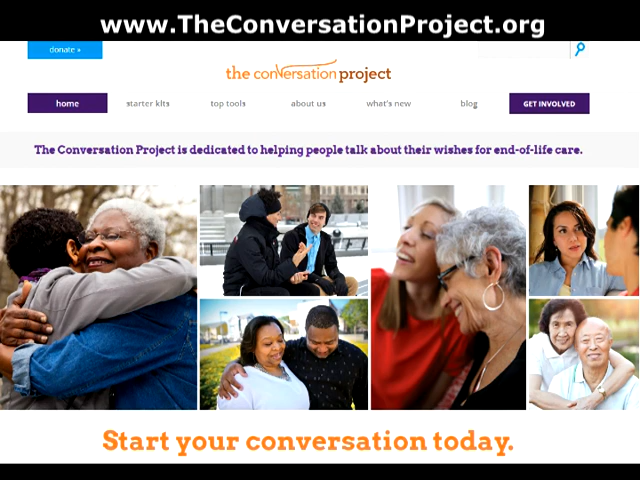 www.TheConversationProject.org
donate »
the conversation project
home
starter kits
top tools
about us
what's new
blog
GET INVOLVED
The Conversation Project is dedicated to helping people talk about their wishes for end-of-life care.
Start your conversation today.